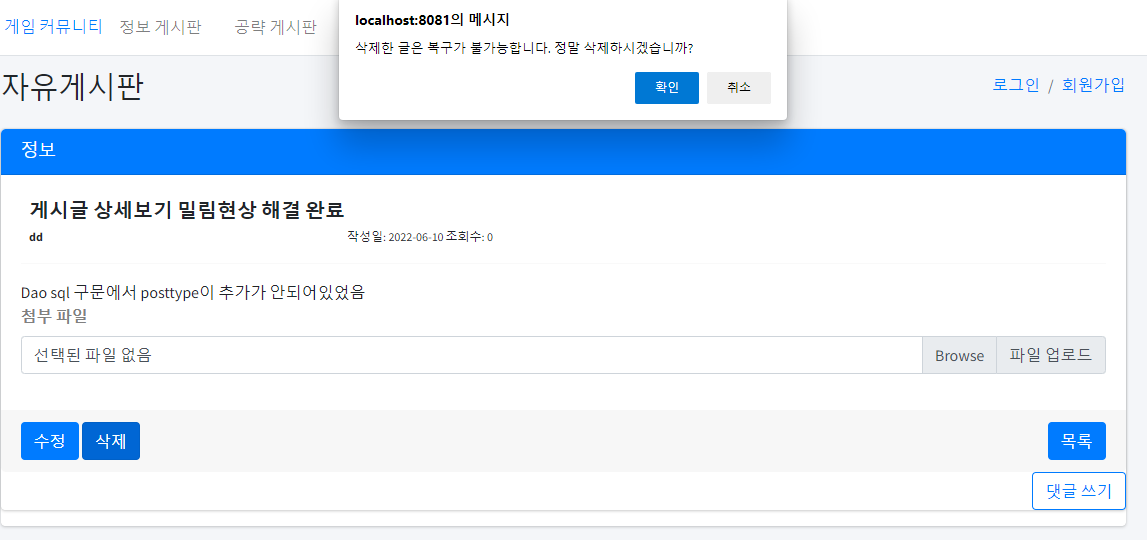 게임 커뮤니티 정보 게시판 공략 게시판
localhost:8081의 메시지
삭제한 글은 복구가 불가능합니다. 정말 삭제하시겠습니까?
확인 취소
자유게시판
로그인 / 회원가입
정보
게시글 상세보기 밀림현상 해결 완료
dd 작성일: 2022-06-10 조회수: 0
Dao sql 구문에서 posttype이 추가가 안되어있었음
첨부 파일
선택된 파일 없음 Browse 파일 업로드
수정 삭제 목록
댓글 쓰기